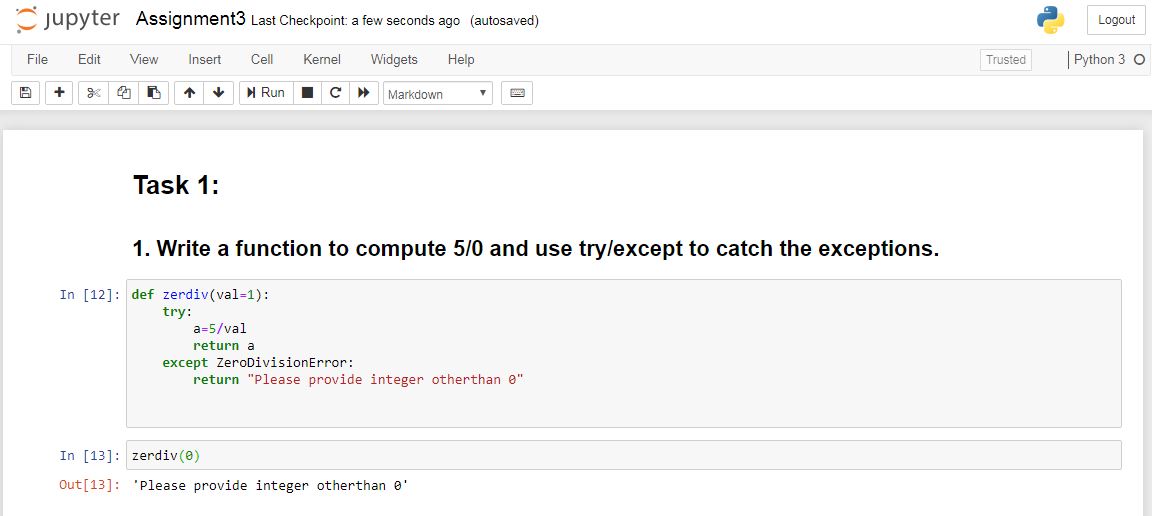 jupyter Assignment3 Last Checkpoint: a few seconds ago (autosaved) Logout
File Edit View Insert Cell Kernel Widgets Help Trusted Python 3
Run Markdown
Task 1:
1. Write a function to compute 5/0 and use try/except to catch the exceptions.
In [12]: def zerdiv(val=1):
    try:
        a=5/val
        return a
    except ZeroDivisionError:
        return "Please provide integer otherthan 0"
In [13]: zerdiv(0)
Out[13]: 'Please provide integer otherthan 0'